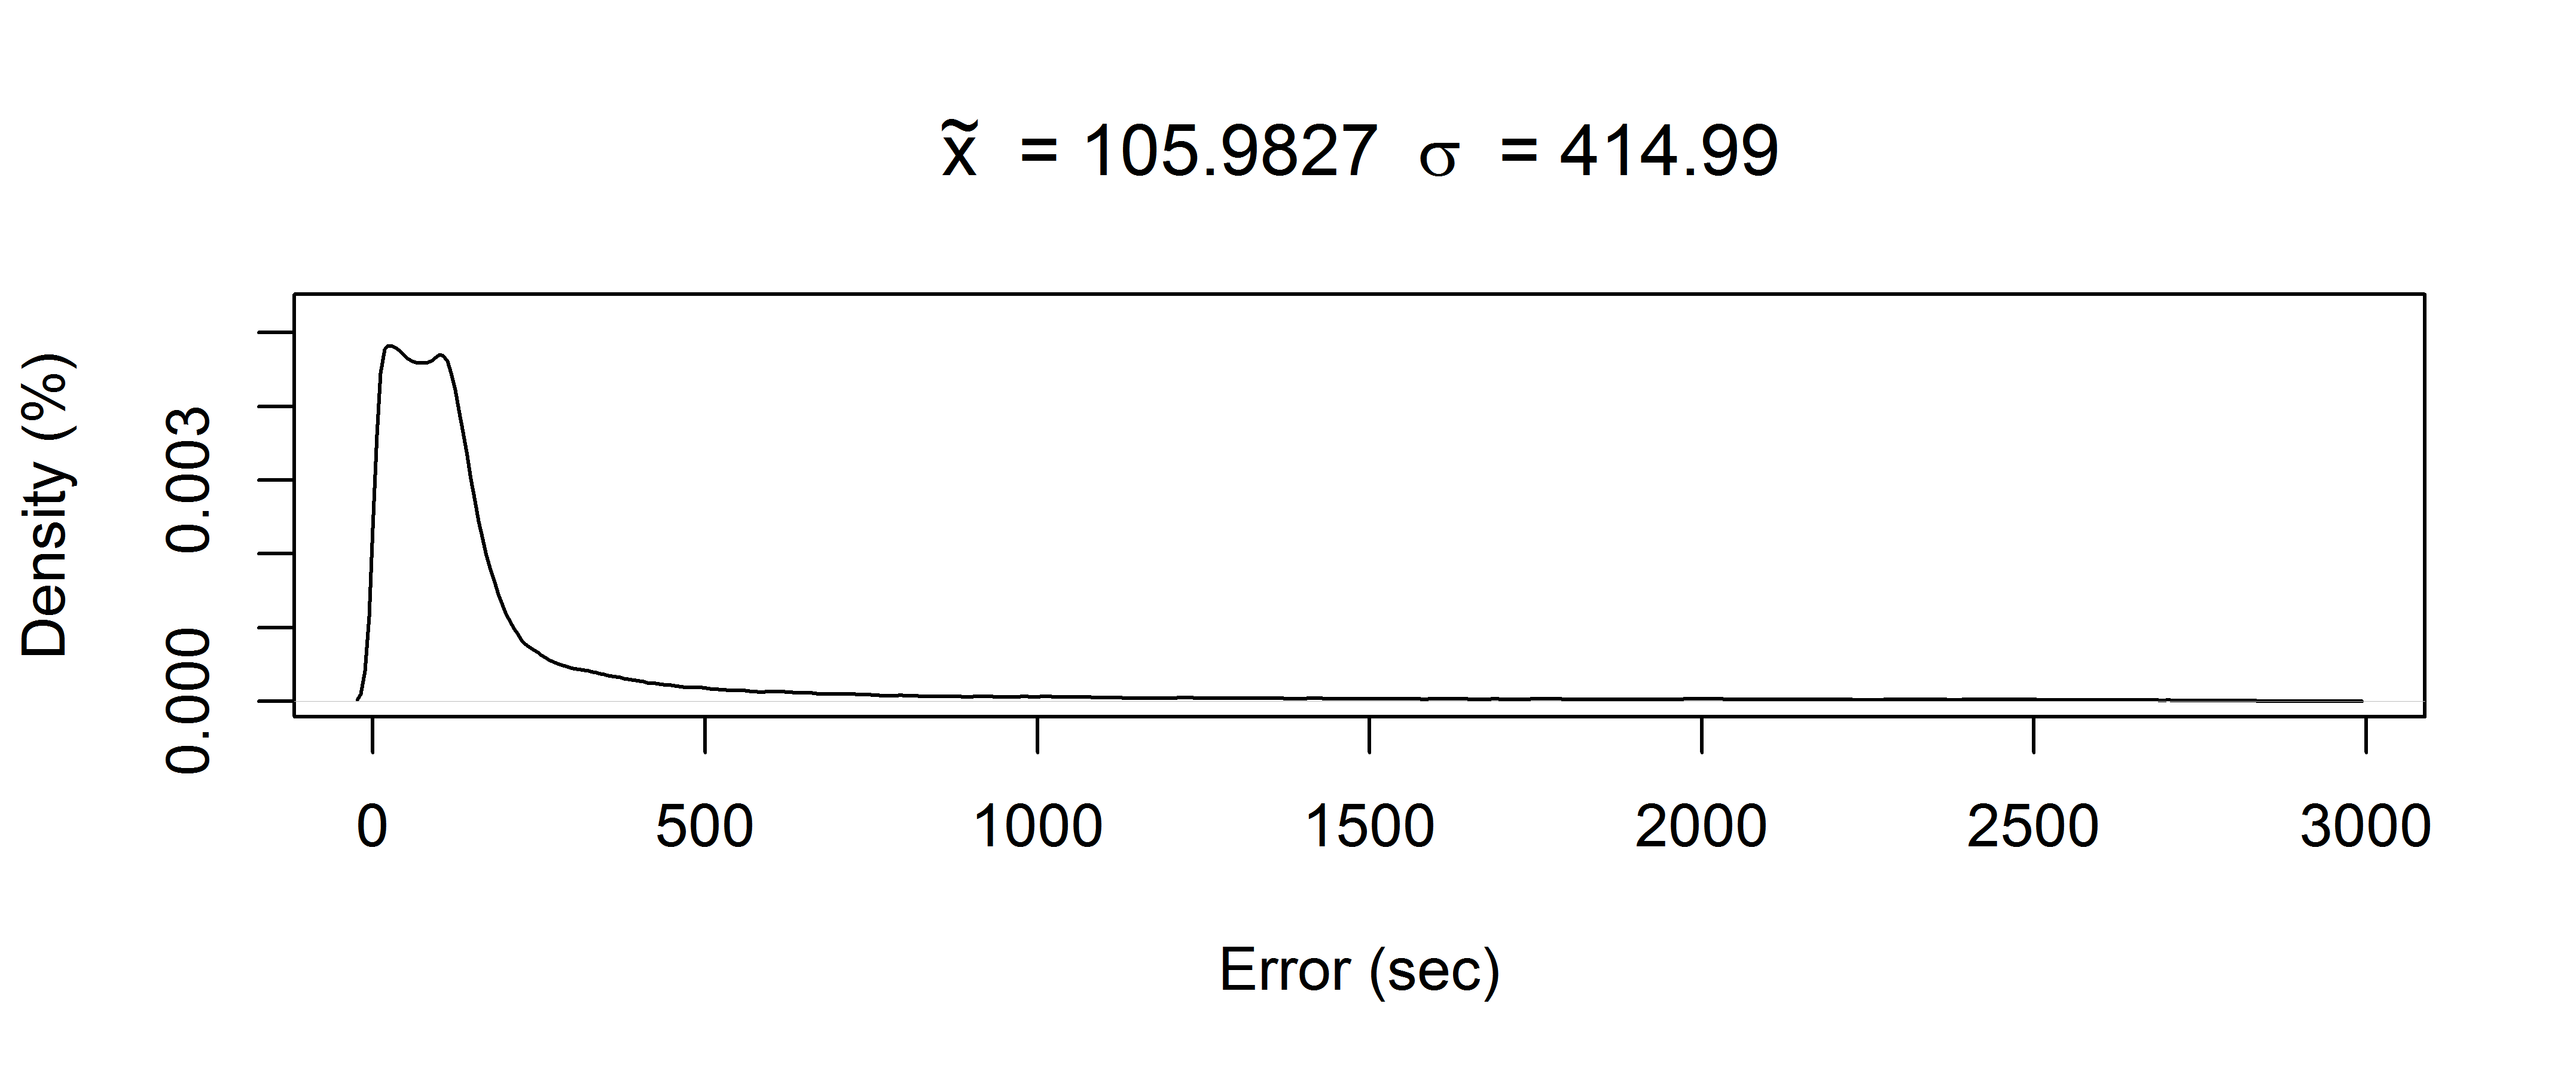 x̃ = 105.9827 σ = 414.99
Density (%)
0.003
0.000
0 500 1000 1500 2000 2500 3000
Error (sec)